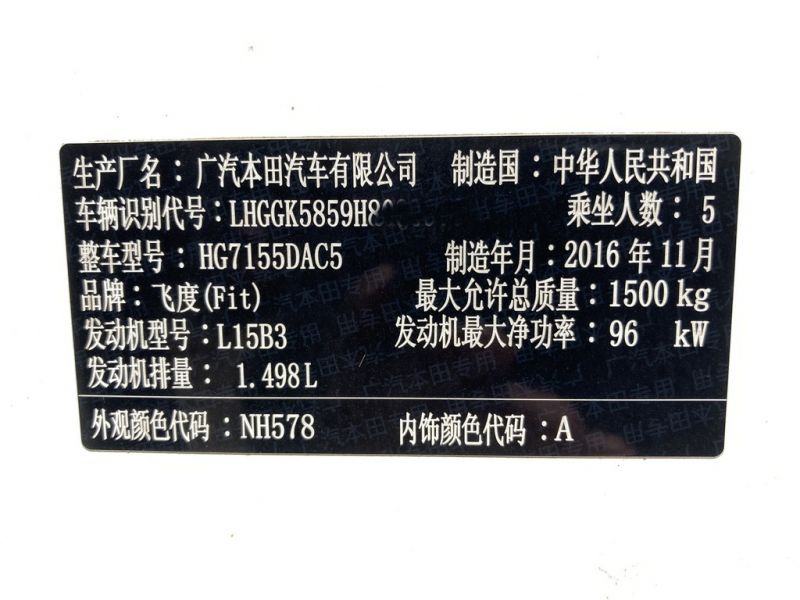 生产厂名：广汽本田汽车有限公司 制造国：中华人民共和国
车辆识别代号：LHGGK5859H8 乘坐人数：5
整车型号：HG7155DAC5 制造年月：2016年11月
品牌：飞度(Fit) 最大允许总质量：1500 kg
发动机型号：L15B3 发动机最大净功率：96 kW
发动机排量：1.498L
外观颜色代码：NH578 内饰颜色代码：A